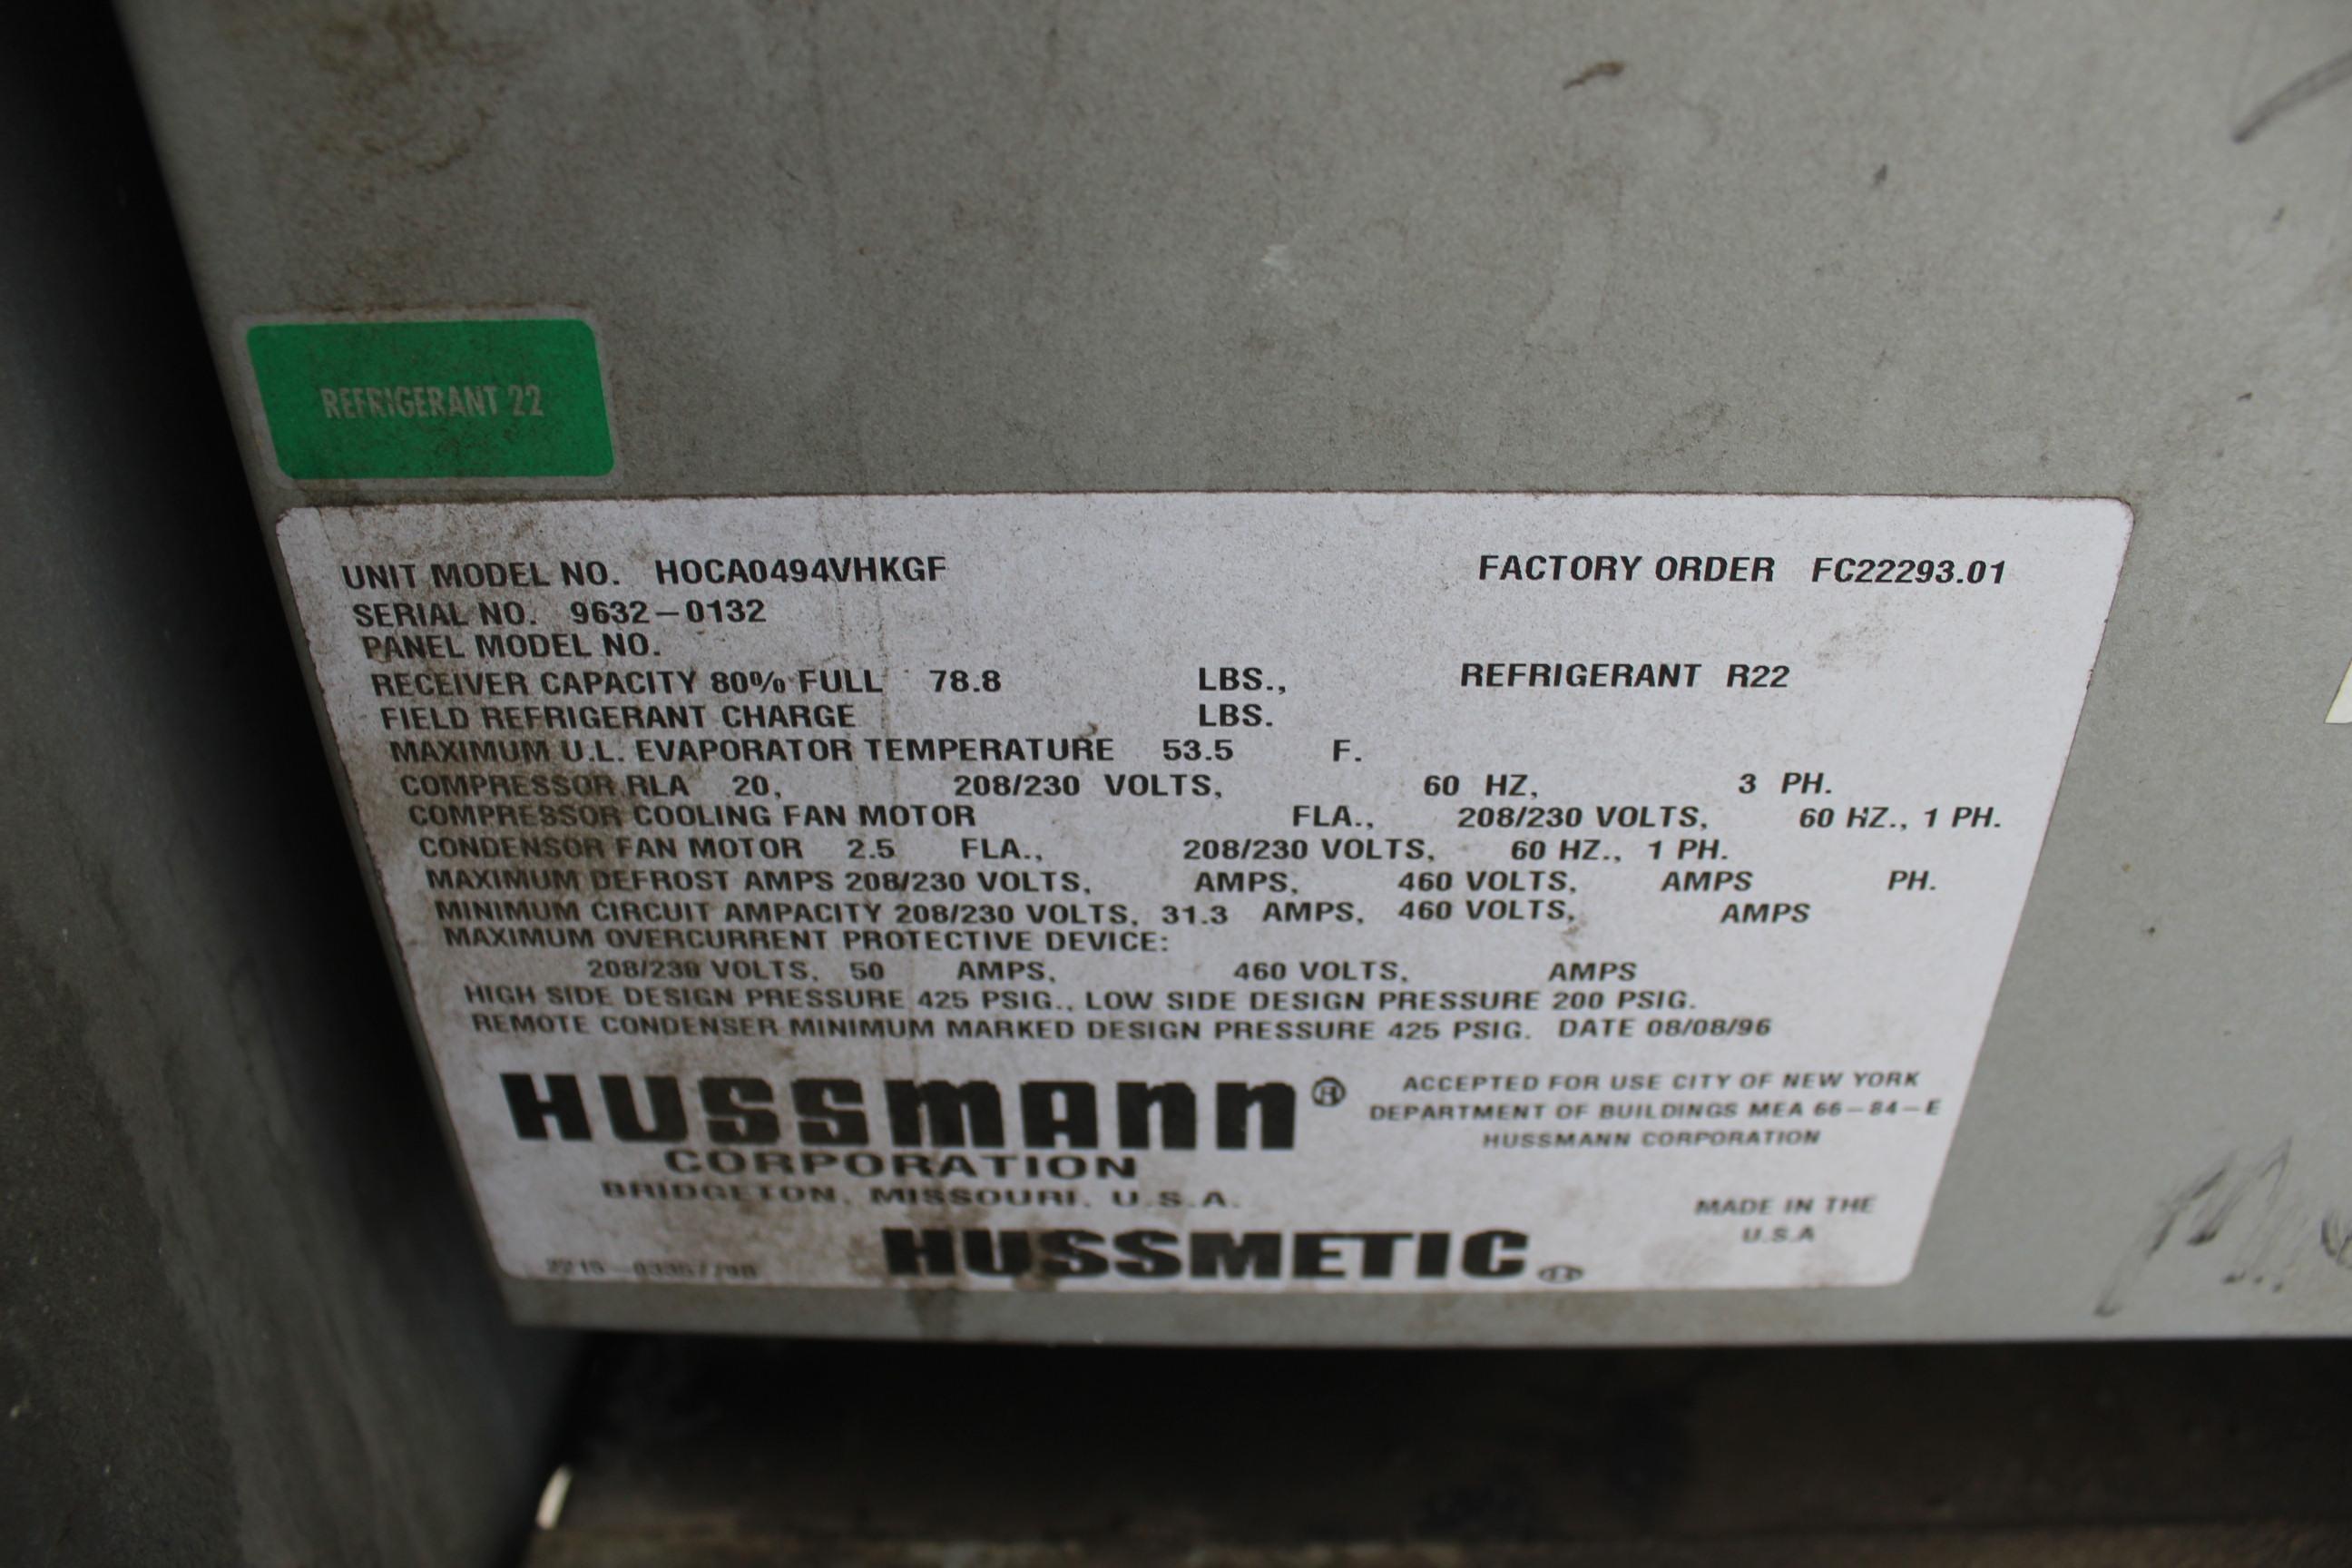 REFRIGERANT 22
UNIT MODEL NO. HOCA0494VHKGF FACTORY ORDER FC22293.01
SERIAL NO. 9632-0132
PANEL MODEL NO.
RECEIVER CAPACITY 80% FULL 78.8 LBS., REFRIGERANT R22
FIELD REFRIGERANT CHARGE LBS.
MAXIMUM U.L. EVAPORATOR TEMPERATURE 53.5 F.
COMPRESSOR RLA 20, 208/230 VOLTS, 60 HZ, 3 PH.
COMPRESSOR COOLING FAN MOTOR FLA., 208/230 VOLTS, 60 HZ., 1 PH.
CONDENSOR FAN MOTOR 2.5 FLA., 208/230 VOLTS, 60 HZ., 1 PH.
MAXIMUM DEFROST AMPS 208/230 VOLTS, AMPS, 460 VOLTS, AMPS PH.
MINIMUM CIRCUIT AMPACITY 208/230 VOLTS, 31.3 AMPS, 460 VOLTS, AMPS
MAXIMUM OVERCURRENT PROTECTIVE DEVICE:
208/230 VOLTS, 50 AMPS, 460 VOLTS, AMPS
HIGH SIDE DESIGN PRESSURE 425 PSIG., LOW SIDE DESIGN PRESSURE 200 PSIG.
REMOTE CONDENSER MINIMUM MARKED DESIGN PRESSURE 425 PSIG. DATE 08/08/96
HUSSMANN®
CORPORATION
BRIDGETON, MISSOURI, U.S.A.
ACCEPTED FOR USE CITY OF NEW YORK
DEPARTMENT OF BUILDINGS MEA 66-84-E
HUSSMANN CORPORATION
HUSSMETIC
MADE IN THE
U.S.A